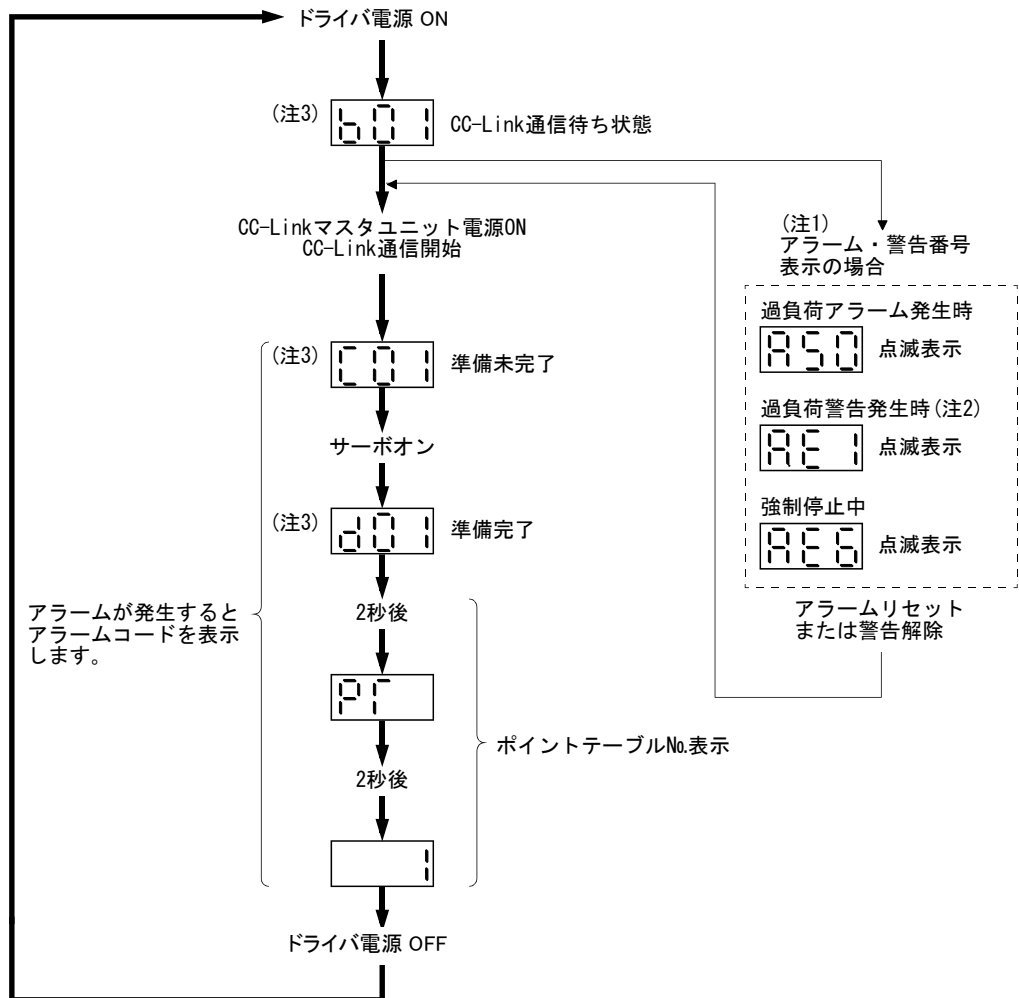 ドライバ電源 ON
(注3) b01 CC-Link通信待ち状態
CC-Linkマスタユニット電源ON
CC-Link通信開始
(注3) C01 準備未完了
サーボオン
(注3) d01 準備完了
2秒後
Pr
2秒後
1
ドライバ電源 OFF
アラームが発生すると
アラームコードを表示
します。
ポイントテーブル№表示
(注1)
アラーム・警告番号
表示の場合
過負荷アラーム発生時
A50 点滅表示
過負荷警告発生時(注2)
A.E1 点滅表示
強制停止中
AE6 点滅表示
アラームリセット
または警告解除